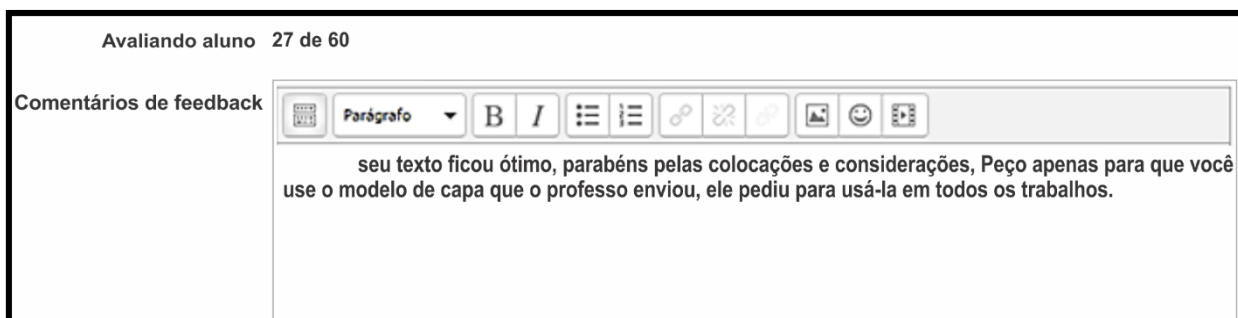 Avaliando aluno 27 de 60
Comentários de feedback
Parágrafo B I
seu texto ficou ótimo, parabéns pelas colocações e considerações, Peço apenas para que você
use o modelo de capa que o professo enviou, ele pediu para usá-la em todos os trabalhos.